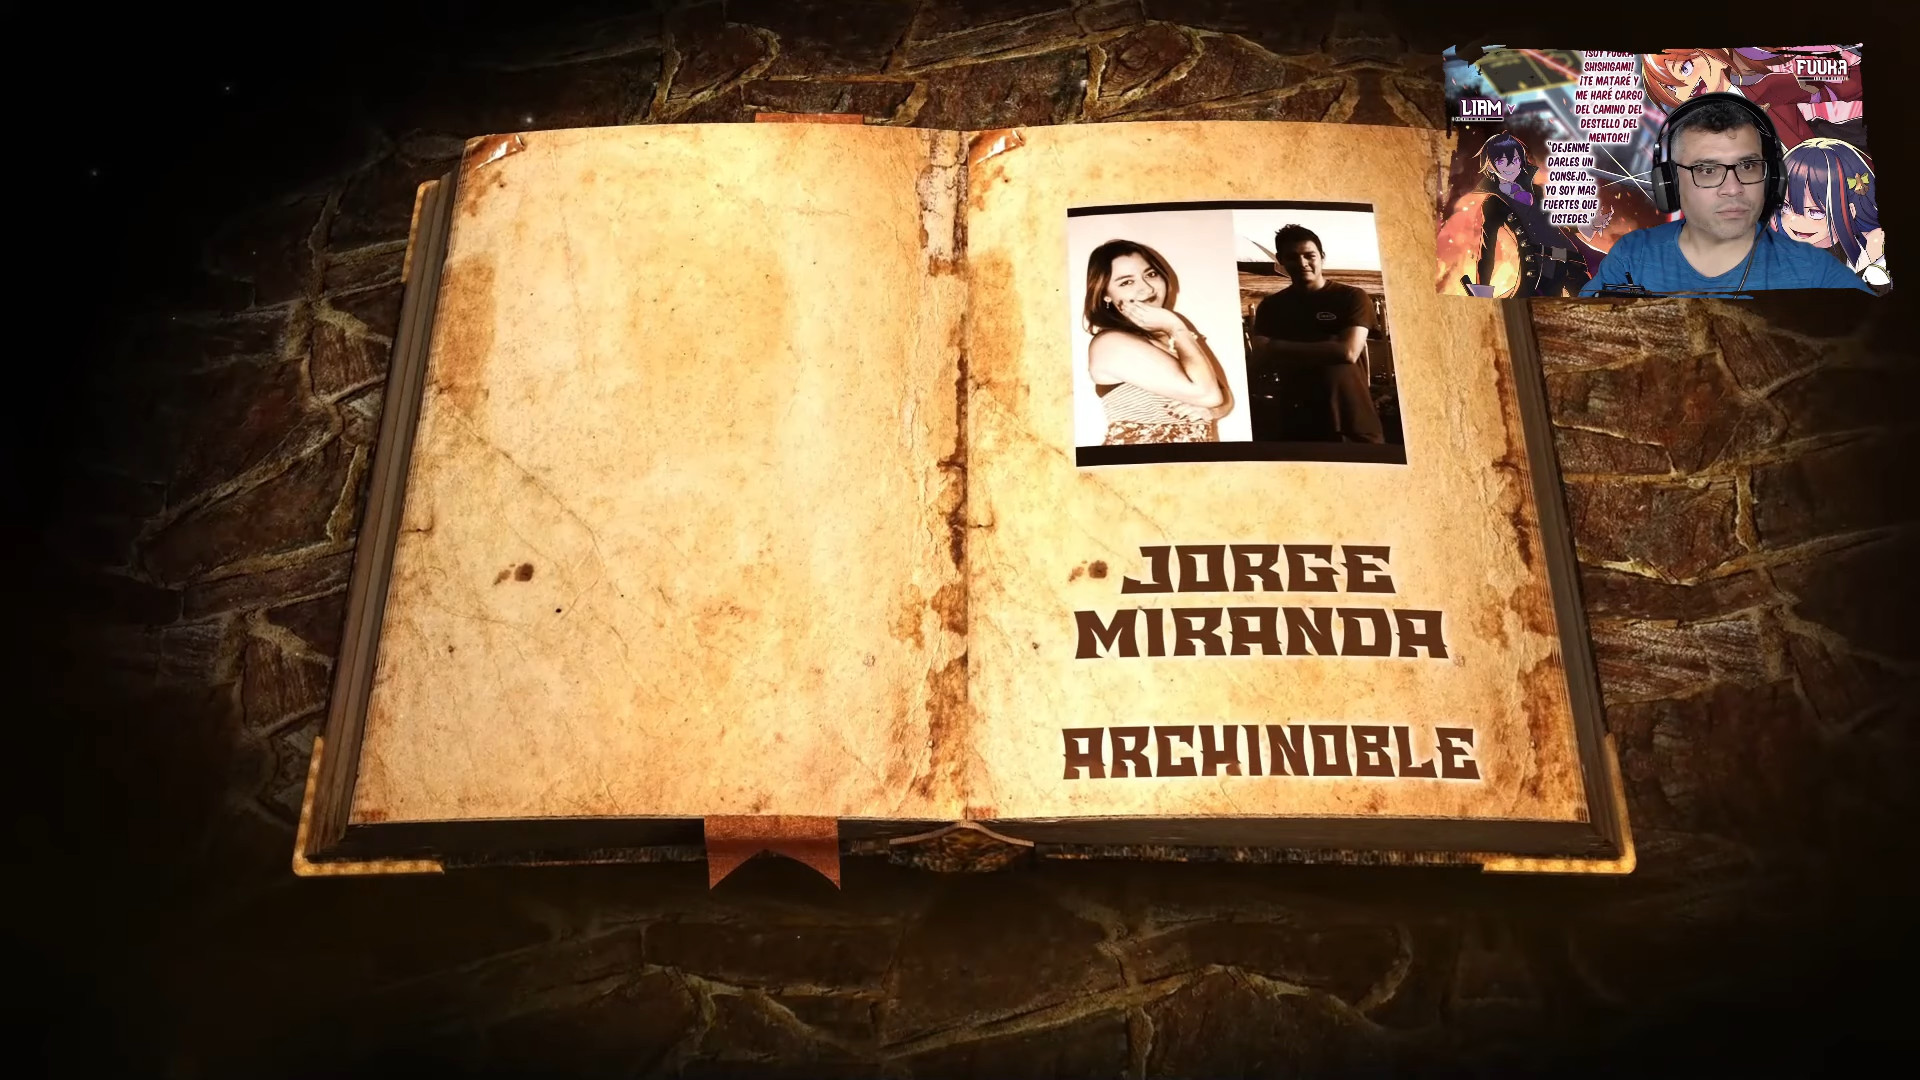 JORGE
MIRANDA
ARCHINOBLE
LIAM
¡SOY FUUKA
SHISHIGAMI!
¡TE MATARÉ Y
ME HARÉ CARGO
DEL CAMINO DEL
DESTELLO DEL
MENTOR!!
"DEJENME
DARLES UN
CONSEJO...
YO SOY MAS
FUERTES QUE
USTEDES."
FUUKA